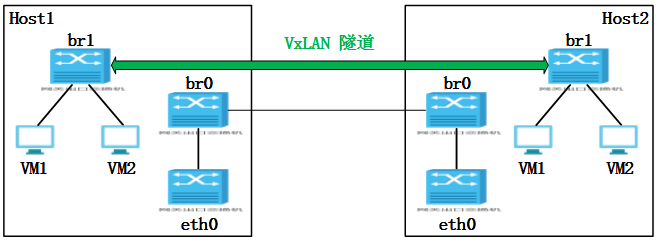 Host1
Host2
VxLAN 隧道
br1
br1
br0
br0
VM1
VM2
VM1
VM2
eth0
eth0